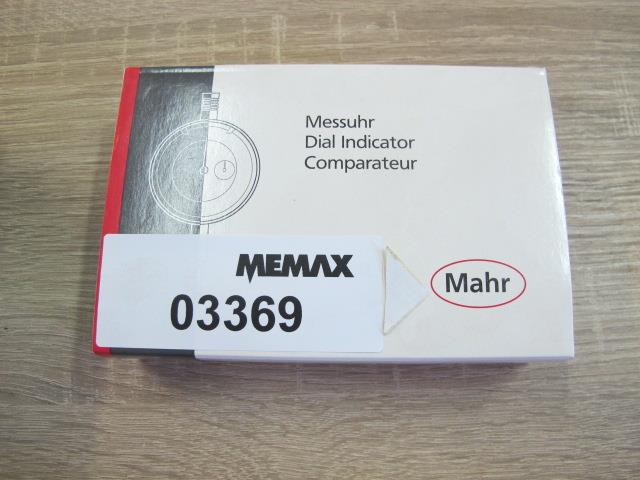 Messuhr
Dial Indicator
Comparateur
MEMAX
03369
Mahr